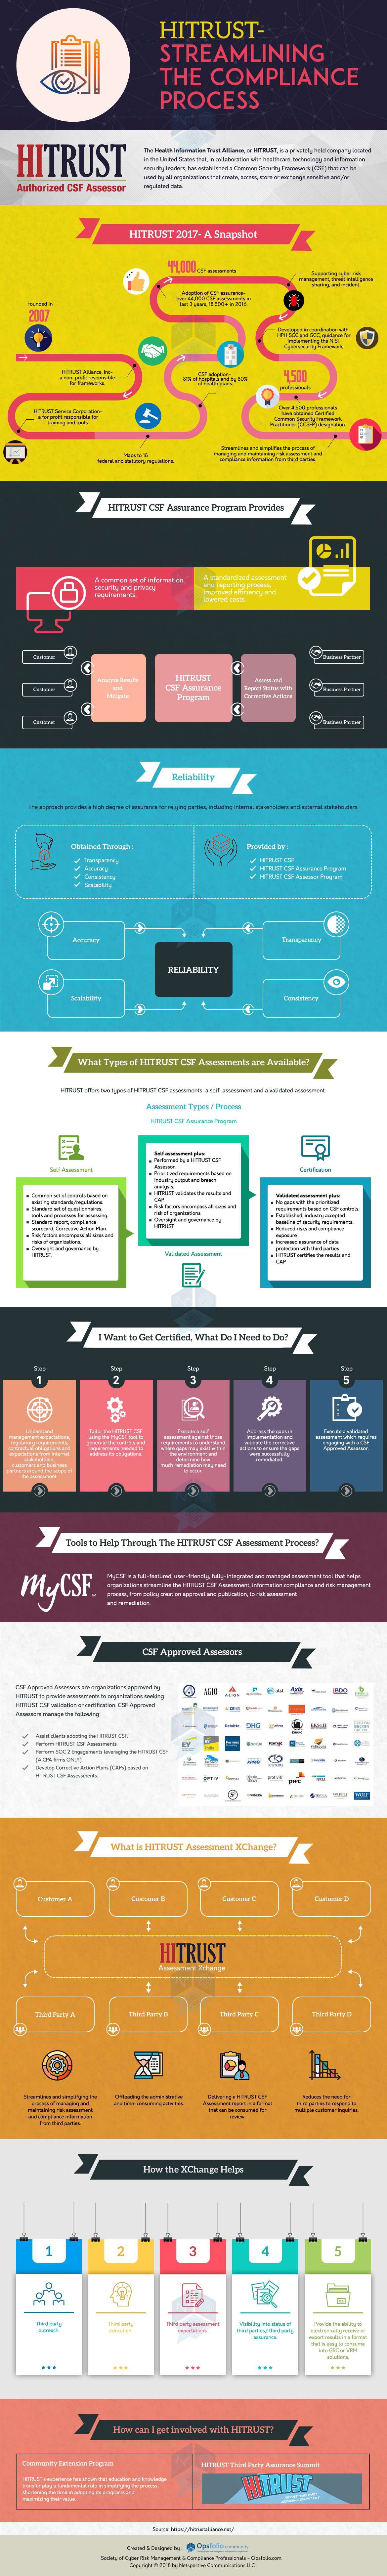 HITRUST-
STREAMLINING
THE COMPLIANCE
PROCESS
HITRUST
Authorized CSF Assessor
The Health Information Trust Alliance, or HITRUST, is a privately held company located
in the United States that, in collaboration with healthcare, technology and information
security leaders, has established a Common Security Framework (CSF) that can be
used by all organizations that create, access, store or exchange sensitive and/or
regulated data.
HITRUST 2017- A Snapshot
44,000 CSF assessments
Adoption of CSF assurance-
over 44,000 CSF assessments in
last 3 years, 18,500+ in 2016.
Supporting cyber risk
management, threat intelligence
sharing, and incident.
Founded in
2007
Developed in coordination with
HPH SCC and GCC, guidance for
implementing the NIST
Cybersecurity Framework.
HITRUST Alliance, Inc-
a non-profit responsible
for frameworks.
CSF adoption-
81% of hospitals and by 80%
of health plans.
4,500
professionals
Over 4,500 professionals
have obtained Certified
Common Security Framework
Practitioner (CCSFP) designation.
HITRUST Service Corporation-
a for profit responsible for
training and tools.
Maps to 18
federal and statutory regulations.
Streamlines and simplifies the process of
managing and maintaining risk assessment and
compliance information from third parties.
HITRUST CSF Assurance Program Provides
A common set of information
security and privacy
requirements.
A standardized assessment
and reporting process,
improved efficiency and
lowered costs.
Customer
Customer
Customer
Analyze Results
and
Mitigate
HITRUST
CSF Assurance
Program
Assess and
Report Status with
Corrective Actions
Business Partner
Business Partner
Business Partner
Reliability
The approach provides a high degree of assurance for relying parties, including internal stakeholders and external stakeholders.
Obtained Through :
Transparency
Accuracy
Consistency
Scalability
Provided by :
HITRUST CSF
HITRUST CSF Assurance Program
HITRUST CSF Assessor Program
Accuracy
Transparency
RELIABILITY
Scalability
Consistency
What Types of HITRUST CSF Assessments are Available?
HITRUST offers two types of HITRUST CSF assessments: a self-assessment and a validated assessment.
Assessment Types / Process
HITRUST CSF Assurance Program
Self Assessment
Common set of controls based on
existing standards/regulations.
Standard set of questionnaires,
tools and processes for assessing.
Standard report, compliance
scorecard, Corrective Action Plan.
Risk factors encompass all sizes and
risks of organizations.
Oversight and governance by
HITRUST.
Self assessment plus:
Performed by a HITRUST CSF
Assessor.
Prioritized requirements based on
industry output and breach
analysis.
HITRUST validates the results and
CAP
Risk factors encompass all sizes and
risk of organizations
Oversight and governance by
HITRUST
Validated Assessment
Certification
Validated assessment plus:
No gaps with the prioritized
requirements based on CSF controls.
Established, industry accepted
baseline of security requirements.
Reduced risks and compliance
exposure
Increased assurance of data
protection with third parties
HITRUST certifies the results and
CAP
I Want to Get Certified, What Do I Need to Do?
Step
1
Understand
management expectations,
regulatory requirements,
contractual obligations and
expectations from internal
stakeholders,
customers and business
partners around the scope of
the assessment.
Step
2
Tailor the HITRUST CSF
using the MyCSF tool to
generate the controls and
requirements needed to
address its obligations.
Step
3
Execute a self
assessment against those
requirements to understand
where gaps may exist within
the environment and
determine how
much remediation may need
to occur.
Step
4
Address the gaps in
implementation and
validate the corrective
actions to ensure the gaps
were successfully
remediated.
Step
5
Execute a validated
assessment which requires
engaging with a CSF
Approved Assessor.
Tools to Help Through The HITRUST CSF Assessment Process?
MyCSF
MyCSF is a full-featured, user-friendly, fully-integrated and managed assessment tool that helps
organizations streamline the HITRUST CSF Assessment, information compliance and risk management
process, from policy creation approval and publication, to risk assessment
and remediation.
CSF Approved Assessors
CSF Approved Assessors are organizations approved by
HITRUST to provide assessments to organizations seeking
HITRUST CSF validation or certification. CSF Approved
Assessors manage the following:
Assist clients adopting the HITRUST CSF.
Perform HITRUST CSF Assessments.
Perform SOC 2 Engagements leveraging the HITRUST CSF
(AICPA firms ONLY).
Develop Corrective Action Plans (CAPs) based on
HITRUST CSF Assessments.
AGIO
ALIGN
at&t
Axis
IBDO
Deloitte
DHG
EKS&H
EY
KPMG
pwc
RSM
WOLF
What is HITRUST Assessment XChange?
Customer A
Customer B
Customer C
Customer D
HITRUST
Assessment Xchange
Third Party A
Third Party B
Third Party C
Third Party D
Streamlines and simplifying the
process of managing and
maintaining risk assessment
and compliance information
from third parties.
Offloading the administrative
and time-consuming activities.
Delivering a HITRUST CSF
Assessment report in a format
that can be consumed for
review.
Reduces the need for
third parties to respond to
multiple customer inquiries.
How the XChange Helps
1
Third party
outreach.
2
Third party
education.
3
Third party assessment
expectations.
4
Visibility into status of
third parties/ third party
assurance.
5
Provide the ability to
electronically receive or
export results in a format
that is easy to consume
into GRC or VRM
solutions.
How can I get involved with HITRUST?
Community Extension Program
HITRUST's experience has shown that education and knowledge
transfer play a fundamental role in simplifying the process,
shortening the time in adopting its programs and
maximizing their value.
HITRUST Third Party Assurance Summit
HITRUST
Source: https://hitrustalliance.net/
Created & Designed by : Opsfolio community
Society of Cyber Risk Management & Compliance Professionals - Opsfolio.com.
Copyright © 2018 by Netspective Communications LLC